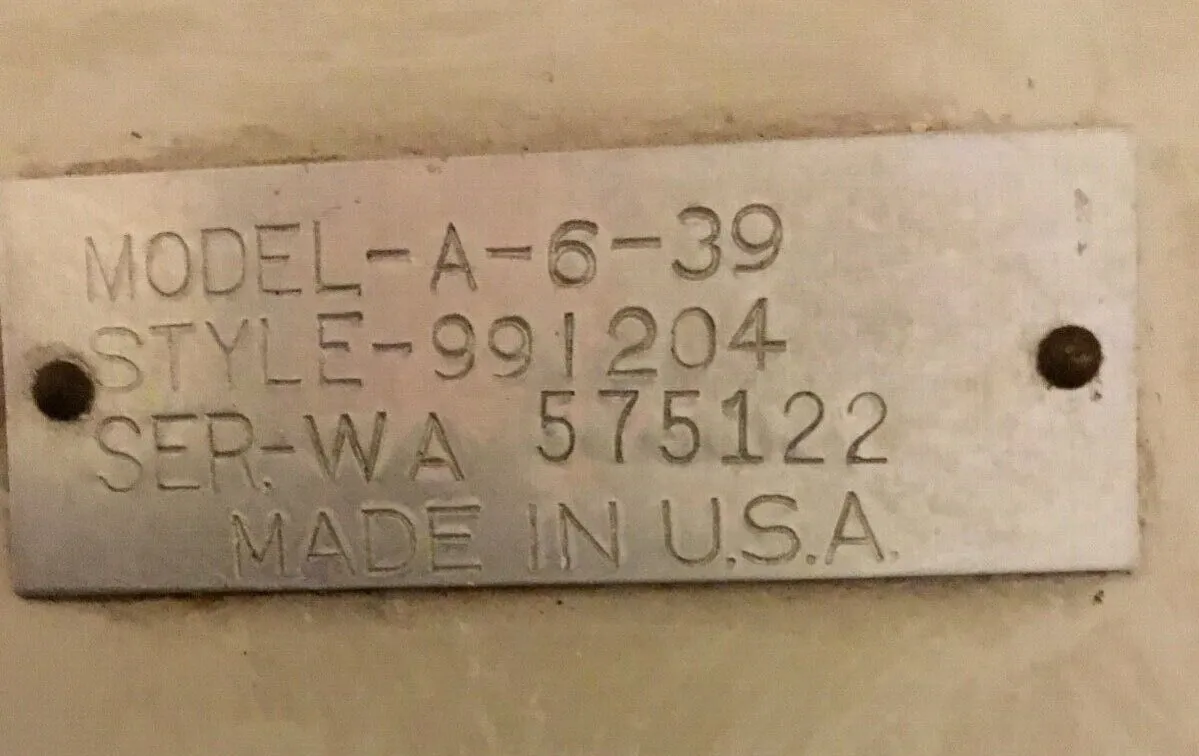 MODEL-A-6-39
STYLE-991204
SER.-WA 575122
MADE IN U.S.A.